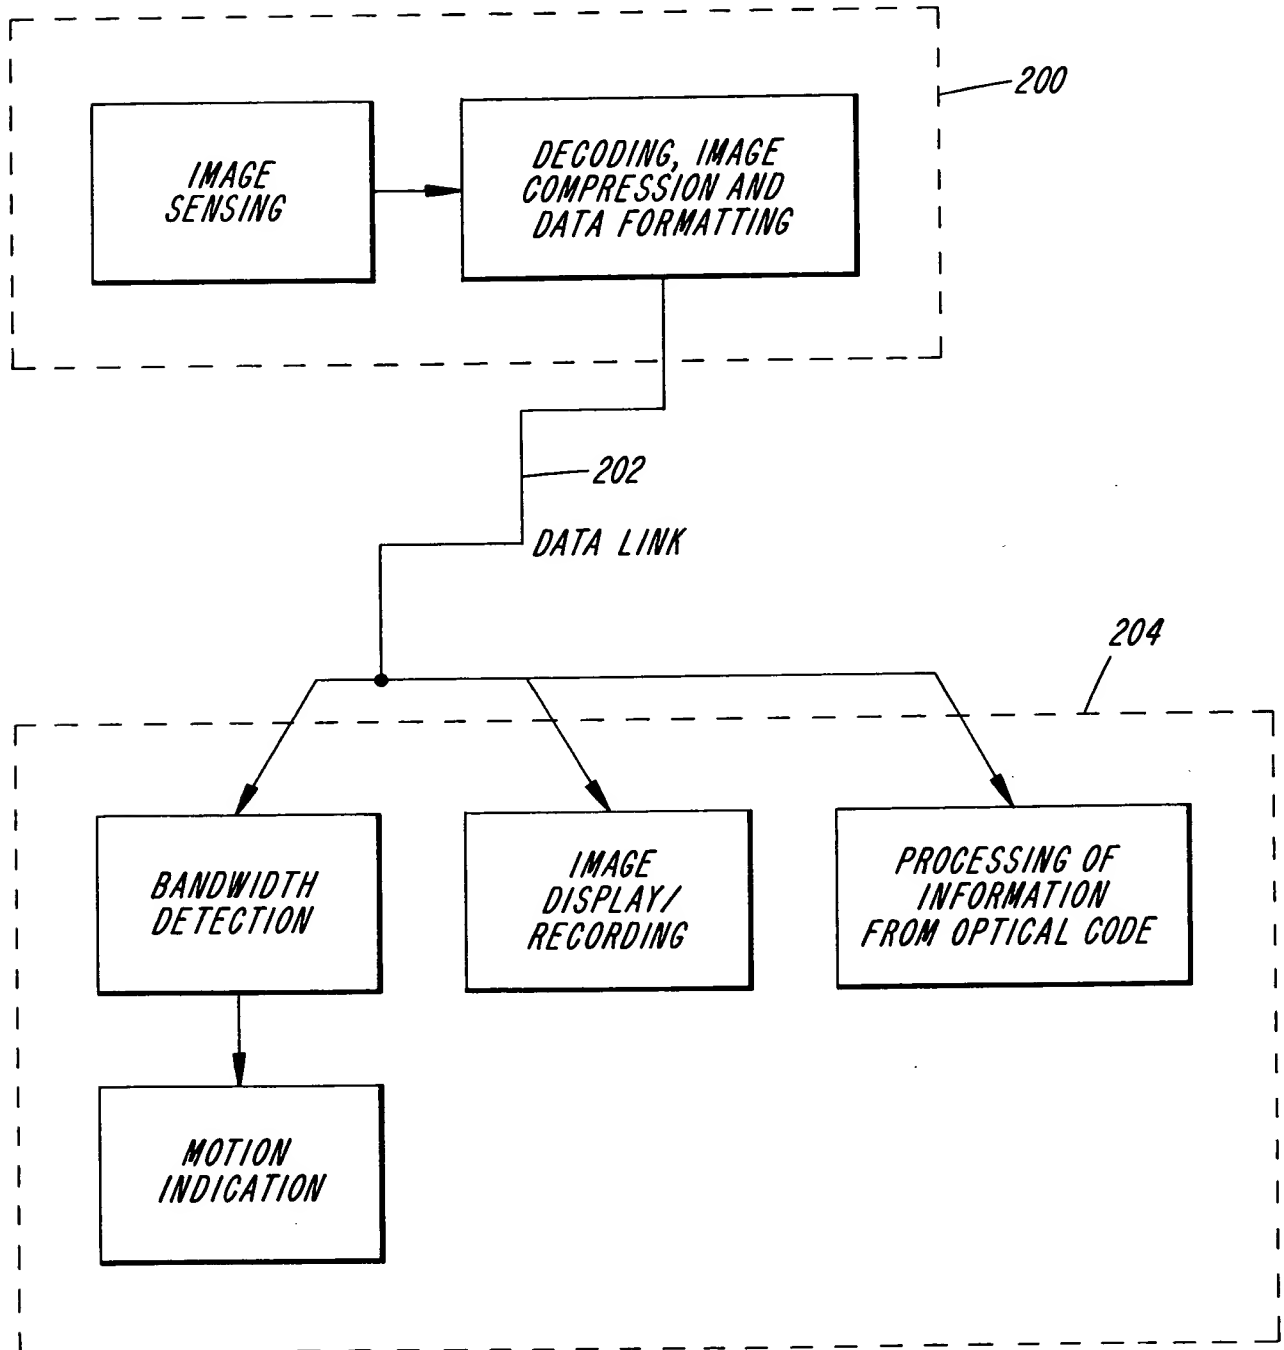 200
IMAGE
SENSING
DECODING, IMAGE
COMPRESSION AND
DATA FORMATTING
202
DATA LINK
204
BANDWIDTH
DETECTION
IMAGE
DISPLAY/
RECORDING
PROCESSING OF
INFORMATION
FROM OPTICAL CODE
MOTION
INDICATION